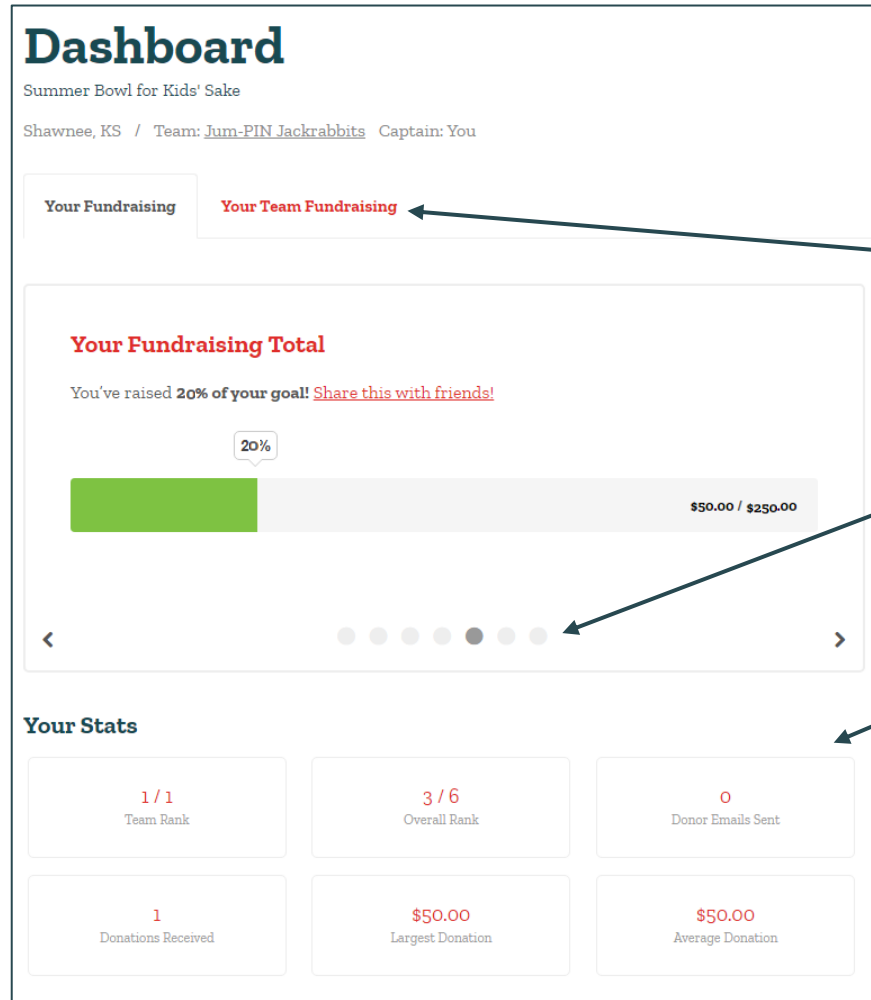 Dashboard
Summer Bowl for Kids' Sake
Shawnee, KS / Team: Jum-PIN Jackrabbits Captain: You
Your Fundraising Your Team Fundraising
Your Fundraising Total
You've raised 20% of your goal! Share this with friends!
20%
$50.00 / $250.00
Your Stats
1 / 1 3 / 6 0
Team Rank Overall Rank Donor Emails Sent
1 $50.00 $50.00
Donations Received Largest Donation Average Donation